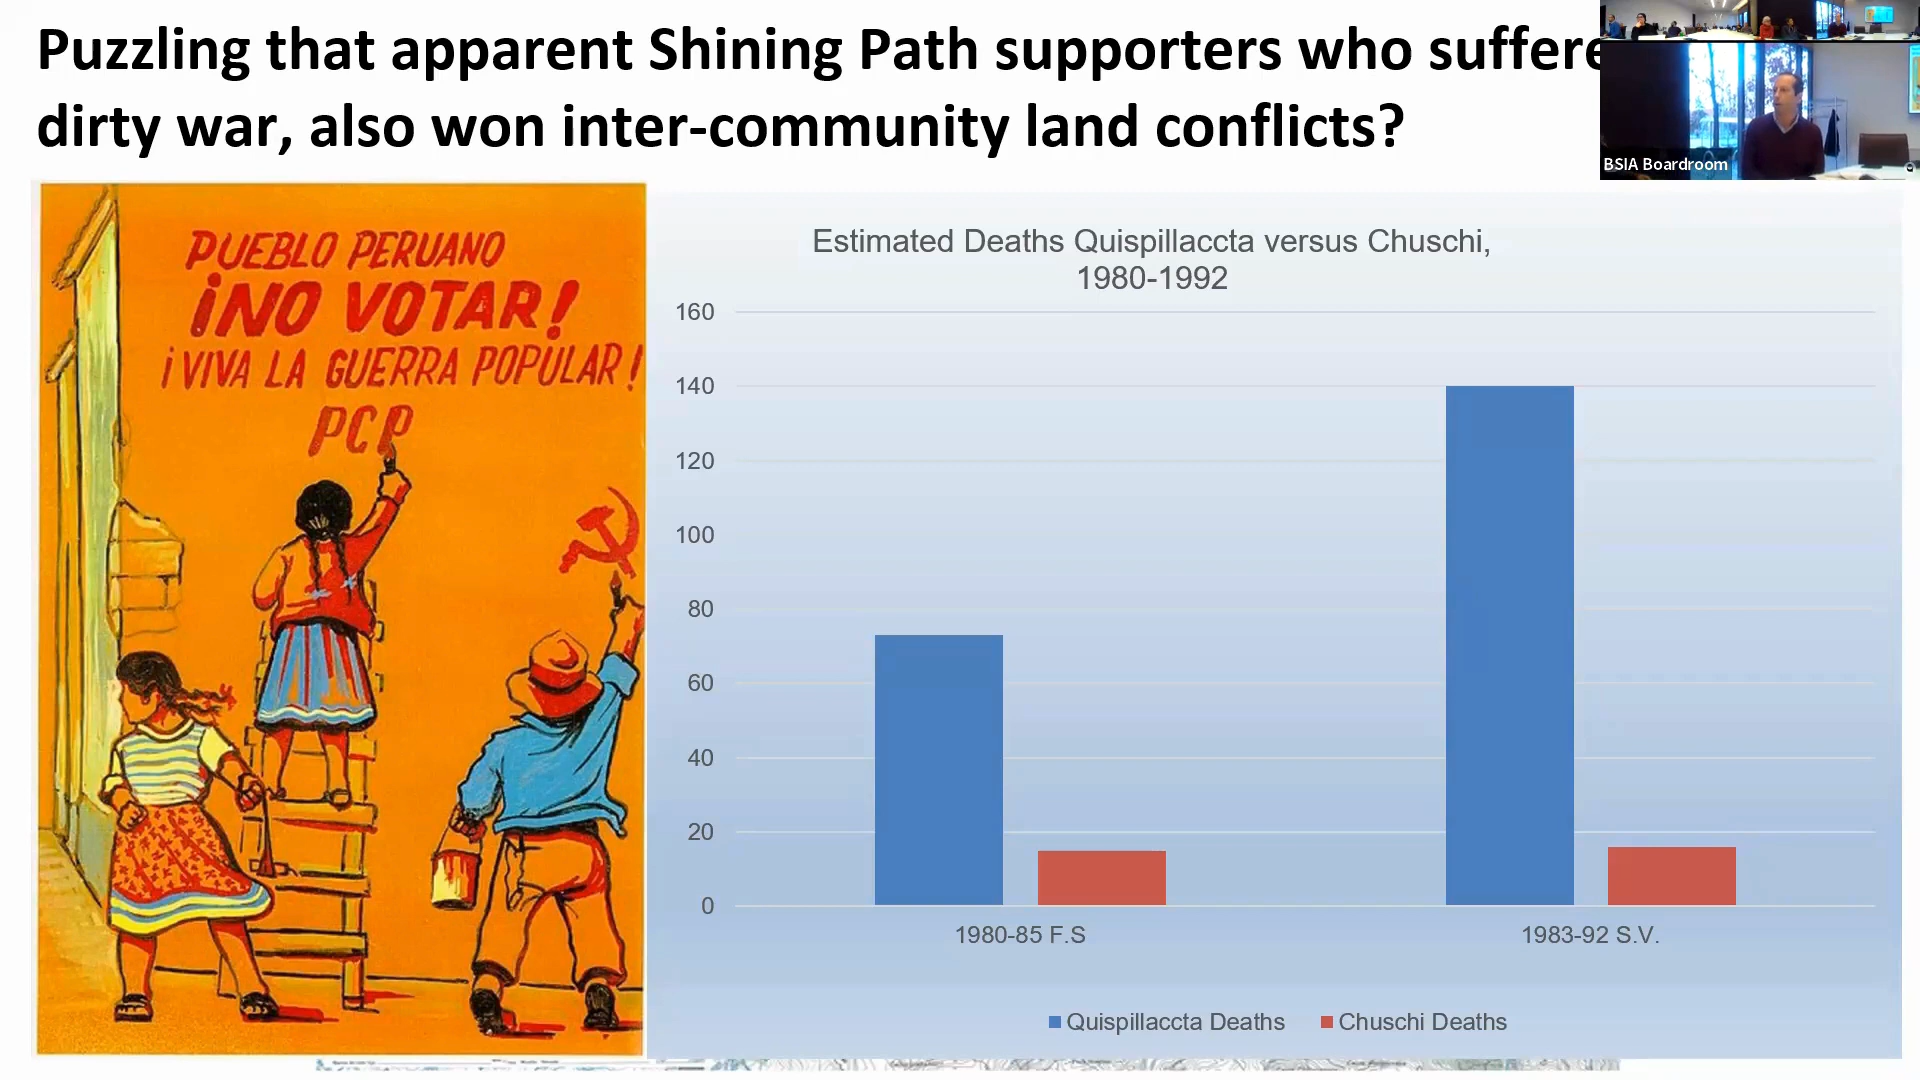 Puzzling that apparent Shining Path supporters who suffere
dirty war, also won inter-community land conflicts?
BSIA Boardroom
PUEBLO PERUANO
¡NO VOTAR!
¡VIVA LA GUERRA POPULAR!
PCP
Estimated Deaths Quispillaccta versus Chuschi,
1980-1992
160
140
120
100
80
60
40
20
0
1980-85 F.S
1983-92 S.V.
Quispillaccta Deaths
Chuschi Deaths